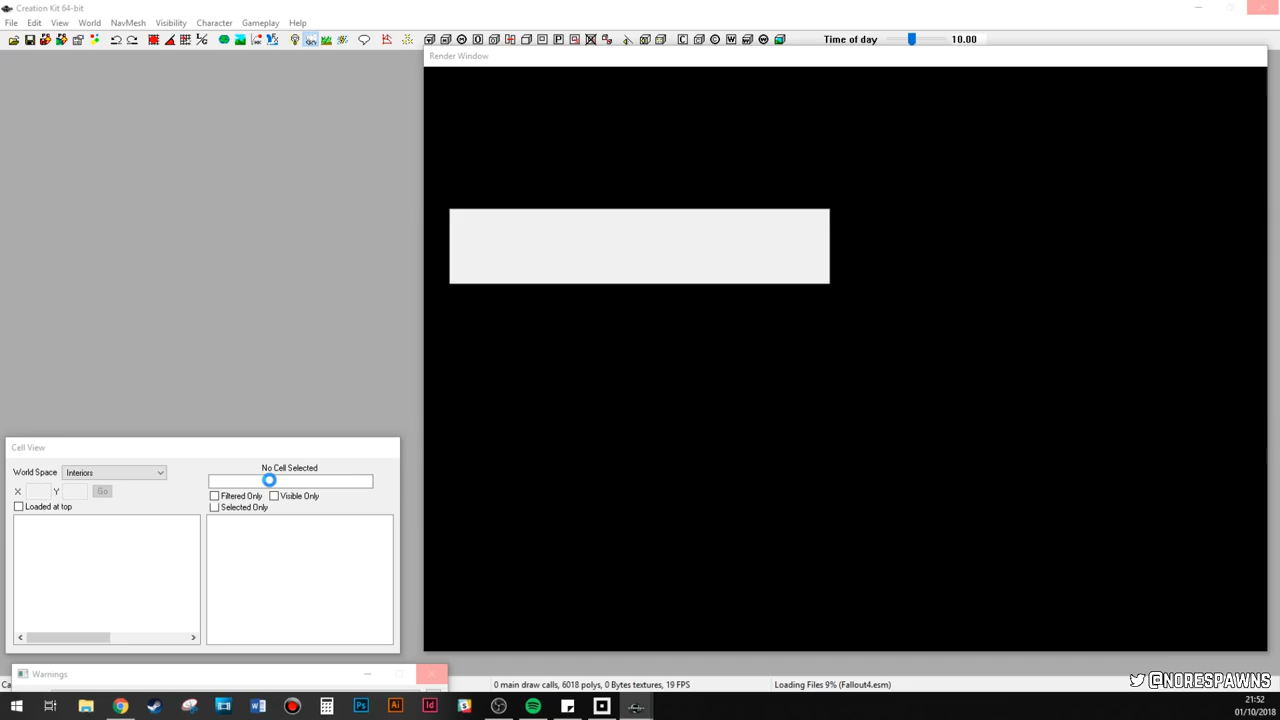 Creation Kit 64-bit
File Edit View World NavMesh Visibility Character Gameplay Help
Time of day 10.00
Render Window
Cell View
World Space Interiors
No Cell Selected
X Y Go
Filtered Only Visible Only
Loaded at top
Selected Only
Warnings
0 main draw calls, 6018 polys, 0 Bytes textures, 19 FPS
Loading Files 9% (Fallout4.esm)
@NORESPAWNS
21:52
01/10/2018